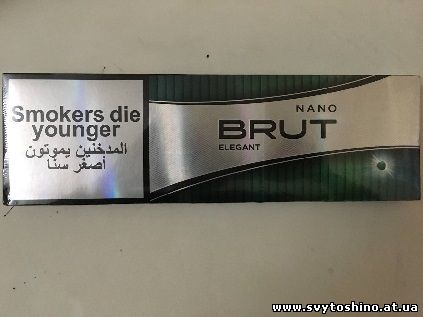 Smokers die
younger
المدخنين يموتون
أصغر سنا
NANO
BRUT
ELEGANT
www.svytoshino.at.ua